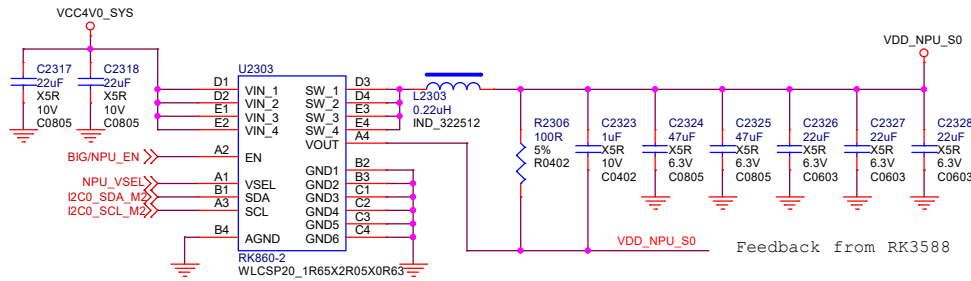 VCC4V0_SYS
VDD_NPU_S0
C2317
22uF
X5R
10V
C0805
C2318
22uF
X5R
10V
C0805
U2303
D1 VIN_1 SW_1 D3
D2 VIN_2 SW_2 D4
E1 VIN_3 SW_3 E3
E2 VIN_4 SW_4 E4
VOUT A4
BIG/NPU_EN A2 EN
GND1 B2
NPU_VSEL A1 VSEL GND2 B3
I2C0_SDA_M2 B1 SDA GND3 C1
I2C0_SCL_M2 A3 SCL GND4 C2
GND5 C3
B4 AGND GND6 C4
RK860-2
WLCSP20_1R65X2R05X0R63
L2303
0.22uH
IND_322512
R2306
100R
5%
R0402
C2323
1uF
X5R
10V
C0402
C2324
47uF
X5R
6.3V
C0805
C2325
47uF
X5R
6.3V
C0805
C2326
22uF
X5R
6.3V
C0603
C2327
22uF
X5R
6.3V
C0603
C2328
22uF
X5R
6.3V
C0603
VDD_NPU_S0 Feedback from RK3588